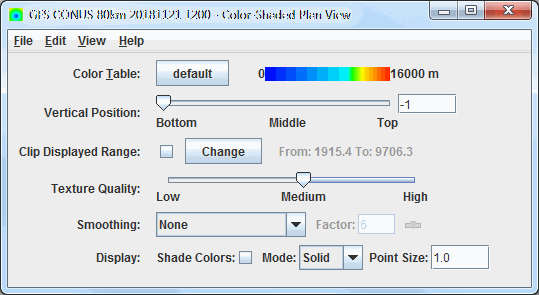 GFS CONUS 80km 20181121 1200 - Color-Shaded Plan View
File Edit View Help
Color Table: default 0 16000 m
Vertical Position: -1
Bottom Middle Top
Clip Displayed Range: Change From: 1915.4 To: 9706.3
Texture Quality:
Low Medium High
Smoothing: None Factor: 6
Display: Shade Colors: Mode: Solid Point Size: 1.0